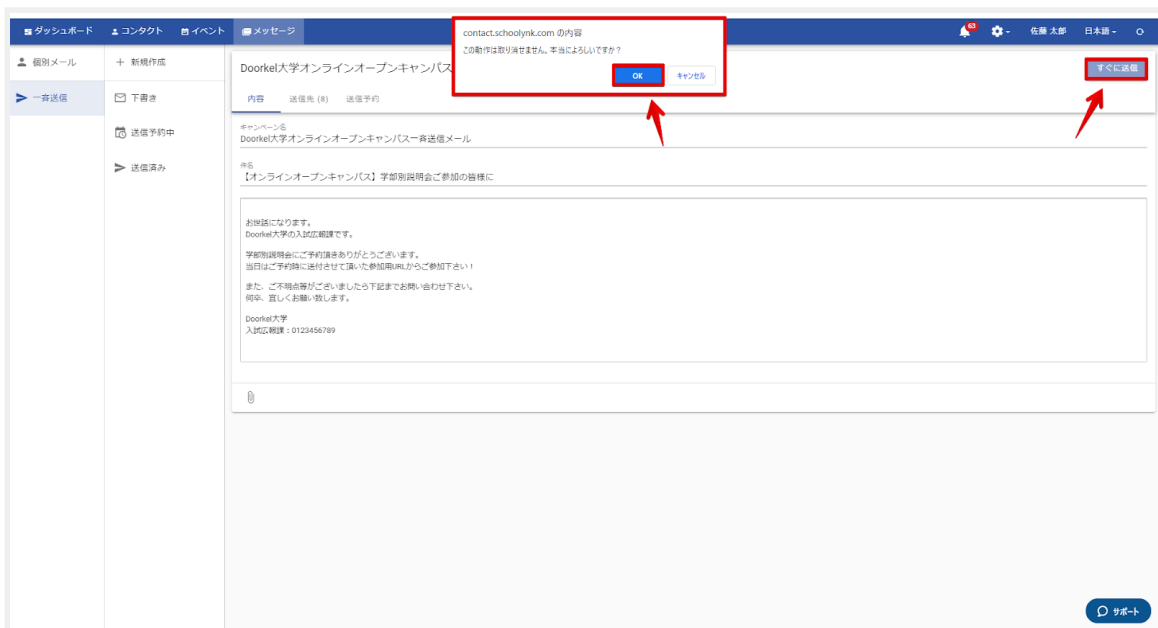 ダッシュボード コンタクト イベント メッセージ 63 佐藤 太郎 日本語
contact.schoolynk.com の内容
この動作は取り消せません。本当によろしいですか?
OK キャンセル
個別メール
一斉送信
新規作成
下書き
送信予約中
送信済み
Doorkel大学オンラインオープンキャンパス
すぐに送信
内容 送信先 (8) 送信予約
キャンペーン名
Doorkel大学オンラインオープンキャンパス一斉送信メール
件名
【オンラインオープンキャンパス】学部別説明会ご参加の皆様に
お世話になります。
Doorkel大学の入試広報課です。
学部別説明会にご予約頂きありがとうございます。
当日はご予約時に送付させて頂いた参加用URLからご参加下さい!
また、ご不明点等がございましたら下記までお問い合わせ下さい。
何卒、宜しくお願い致します。
Doorkel大学
入試広報課:0123456789
サポート